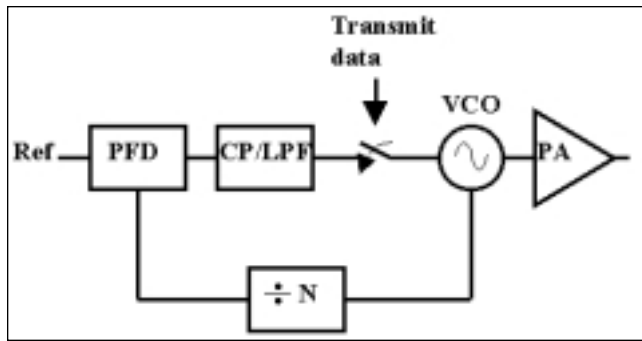 Transmit
data
VCO
Ref
PFD
CP/LPF
PA
÷ N